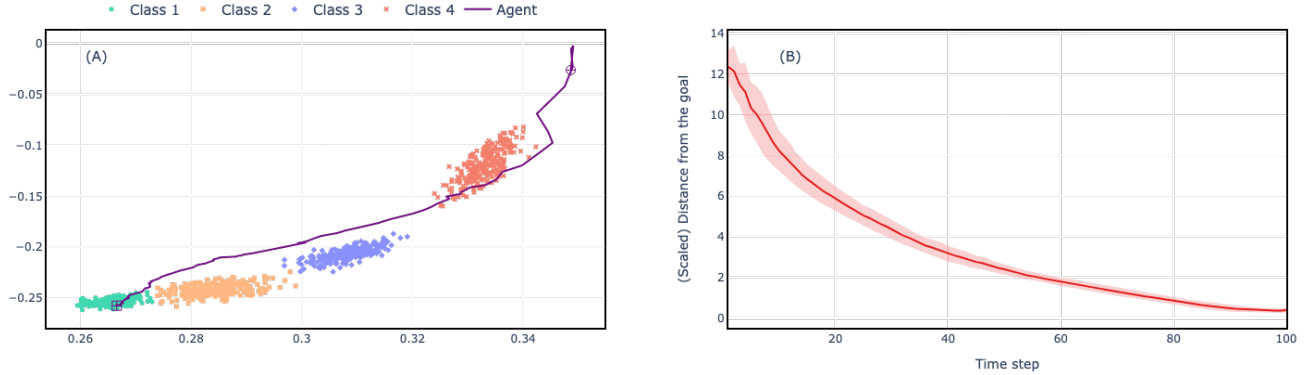 Class 1 Class 2 Class 3 Class 4 Agent
(A)
0
−0.05
−0.1
−0.15
−0.2
−0.25
0.26 0.28 0.3 0.32 0.34
(B)
(Scaled) Distance from the goal
14
12
10
8
6
4
2
0
20 40 60 80 100
Time step